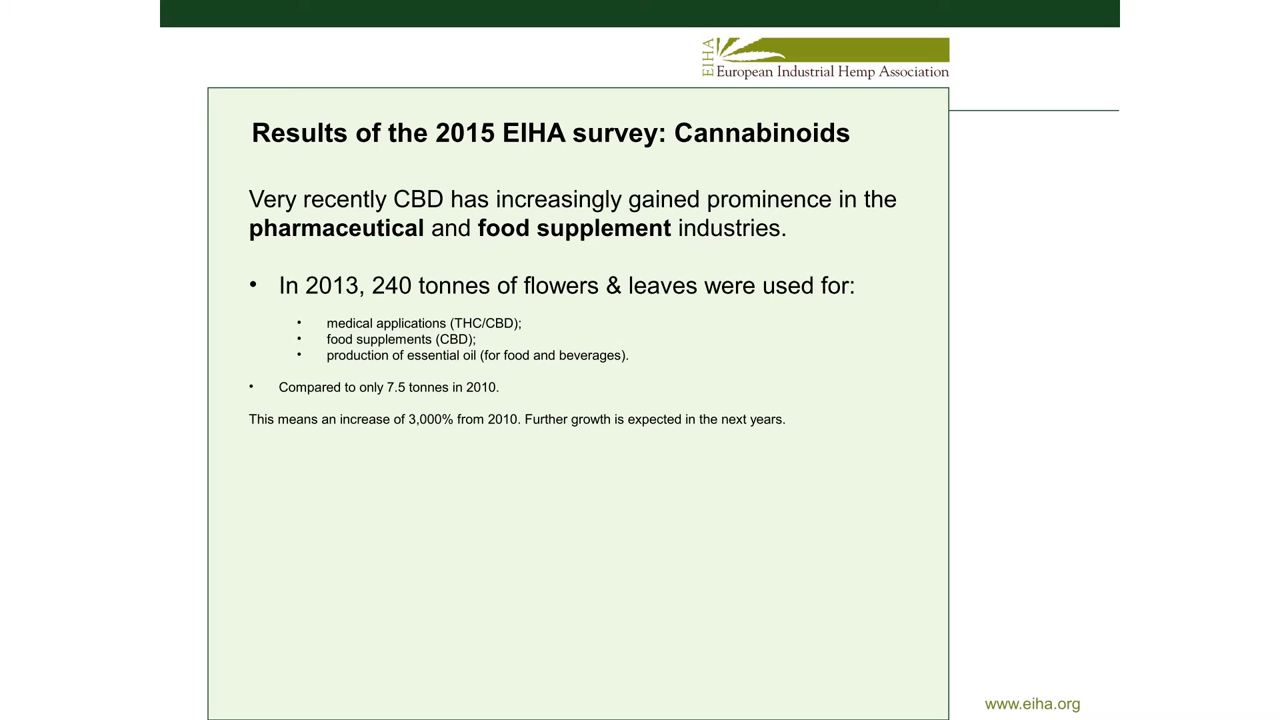 EIHA
European Industrial Hemp Association
Results of the 2015 EIHA survey: Cannabinoids
Very recently CBD has increasingly gained prominence in the
pharmaceutical and food supplement industries.
• In 2013, 240 tonnes of flowers & leaves were used for:
• medical applications (THC/CBD);
• food supplements (CBD);
• production of essential oil (for food and beverages).
• Compared to only 7.5 tonnes in 2010.
This means an increase of 3,000% from 2010. Further growth is expected in the next years.
www.eiha.org